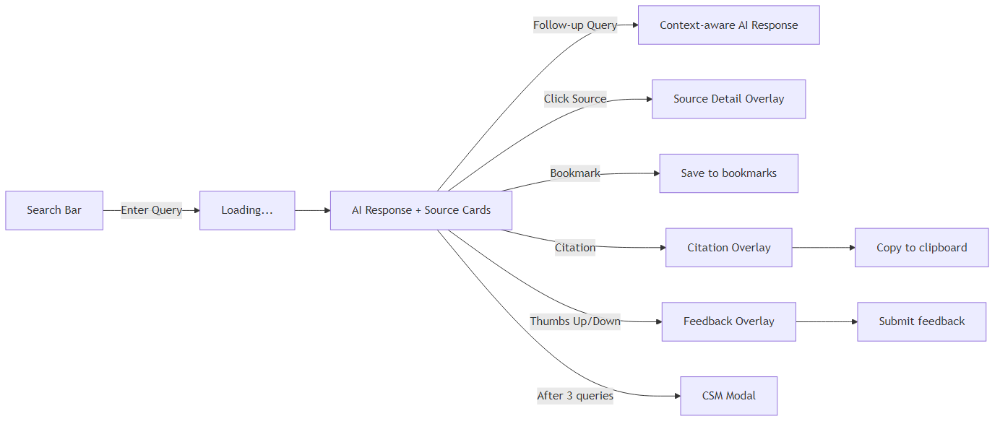 Search Bar
Enter Query
Loading...
AI Response + Source Cards
Follow-up Query
Context-aware AI Response
Click Source
Source Detail Overlay
Bookmark
Save to bookmarks
Citation
Citation Overlay
Copy to clipboard
Thumbs Up/Down
Feedback Overlay
Submit feedback
After 3 queries
CSM Modal